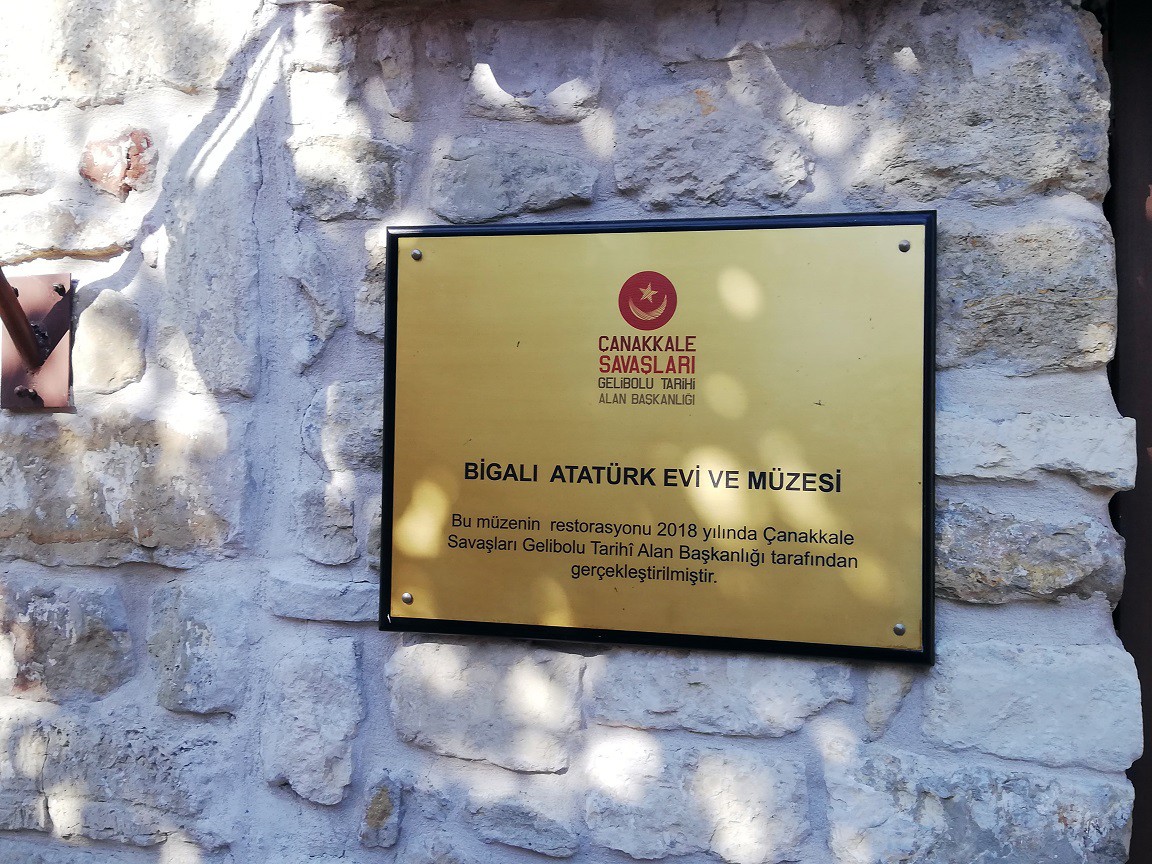 ÇANAKKALE
SAVAŞLARI
GELİBOLU TARİHİ
ALAN BAŞKANLIĞI
BİGALI ATATÜRK EVİ VE MÜZESİ
Bu müzenin restorasyonu 2018 yılında Çanakkale
Savaşları Gelibolu Tarihî Alan Başkanlığı tarafından
gerçekleştirilmiştir.